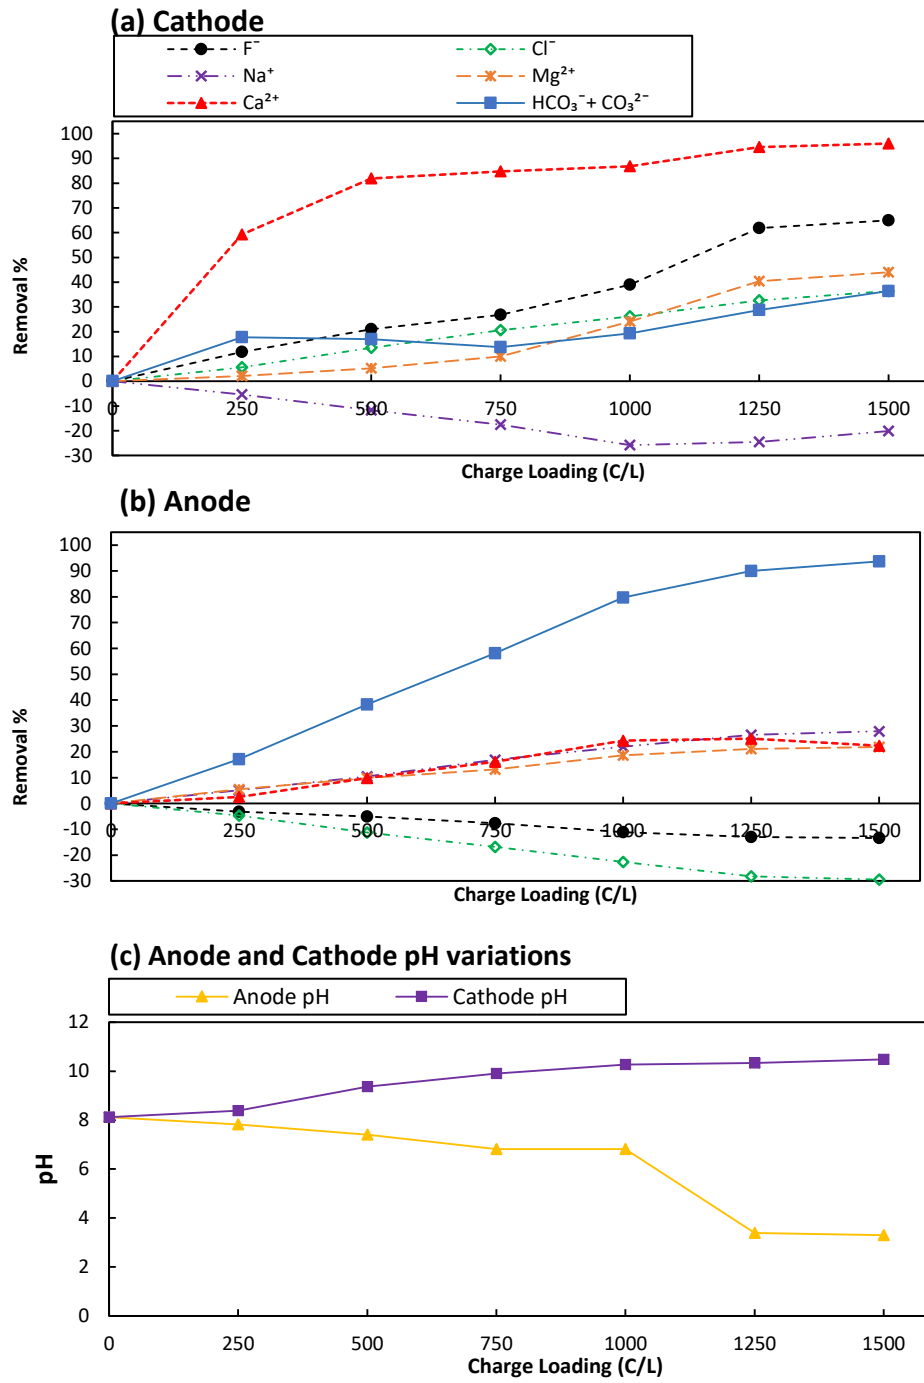 (a) Cathode
F⁻ Cl⁻
Na⁺ Mg²⁺
Ca²⁺ HCO₃⁻+ CO₃²⁻
100
90
80
70
60
50
40
30
20
10
0
-10
-20
-30
Removal %
0 250 500 750 1000 1250 1500
Charge Loading (C/L)
(b) Anode
100
90
80
70
60
50
40
30
20
10
0
-10
-20
-30
Removal %
0 250 500 750 1000 1250 1500
Charge Loading (C/L)
(c) Anode and Cathode pH variations
Anode pH Cathode pH
12
10
8
6
4
2
0
pH
0 250 500 750 1000 1250 1500
Charge Loading (C/L)